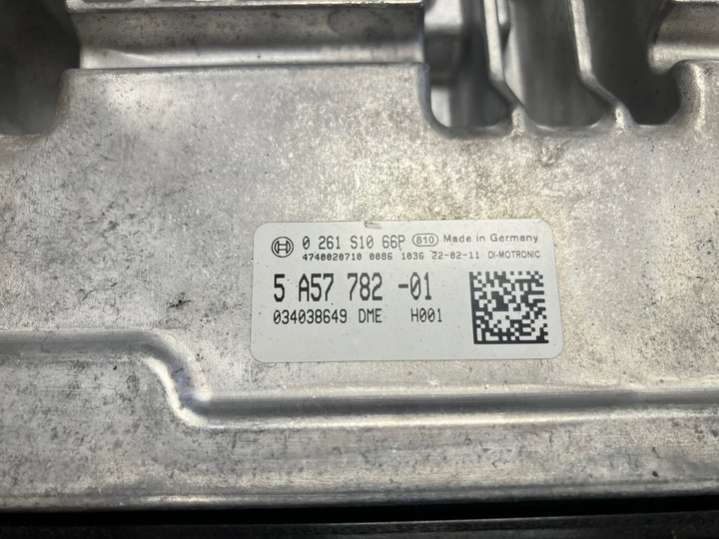 0 261 S10 66P 810 Made in Germany
4740020710 0086 1036 22-02-11 DI-MOTRONIC
5 A57 782 -01
034038649 DME H001